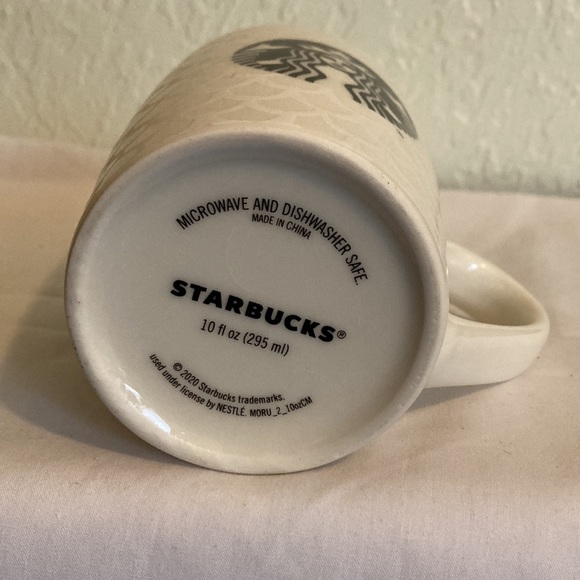 MICROWAVE AND DISHWASHER SAFE.
MADE IN CHINA
STARBUCKS®
10 fl oz (295 ml)
© 2020 Starbucks trademarks.
used under license by NESTLÉ. MORU_2_10ozCM